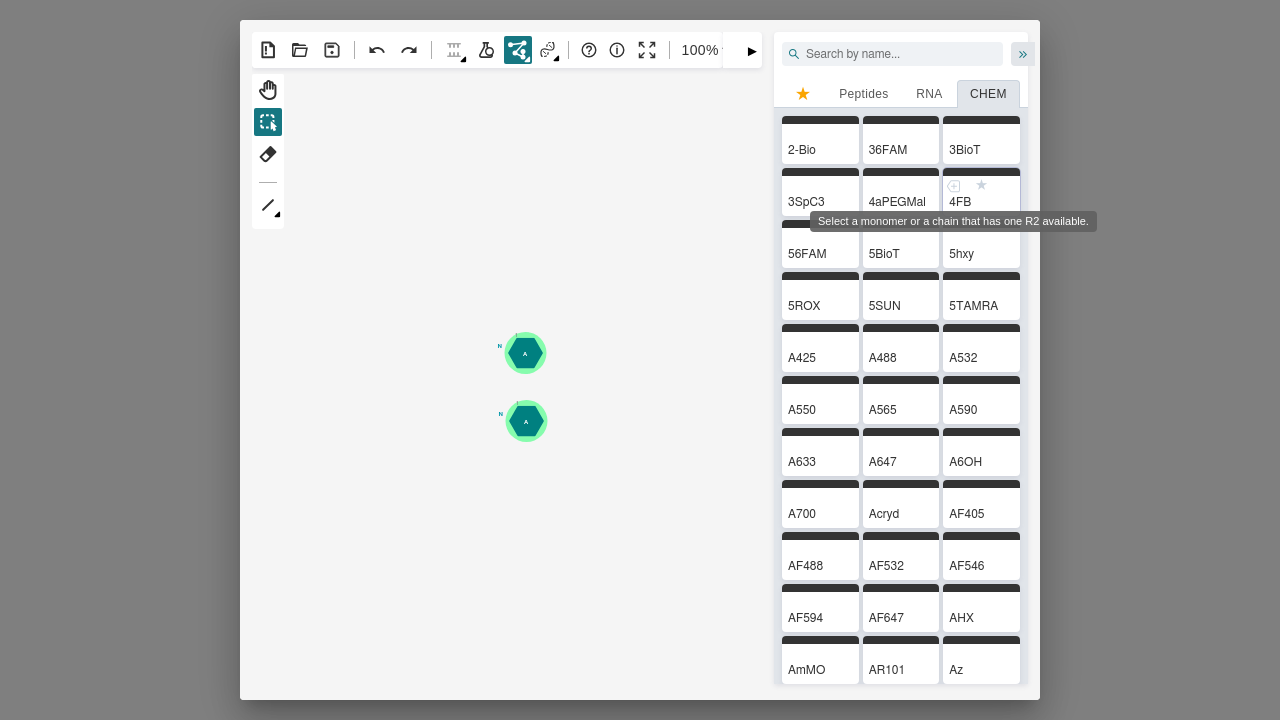 100%
Search by name...
Peptides RNA CHEM
2-Bio 36FAM 3BioT
3SpC3 4aPEGMal 4FB
Select a monomer or a chain that has one R2 available.
56FAM 5BioT 5hxy
5ROX 5SUN 5TAMRA
A425 A488 A532
A550 A565 A590
A633 A647 A6OH
A700 Acryd AF405
AF488 AF532 AF546
AF594 AF647 AHX
AmMO AR101 Az
N A
N A